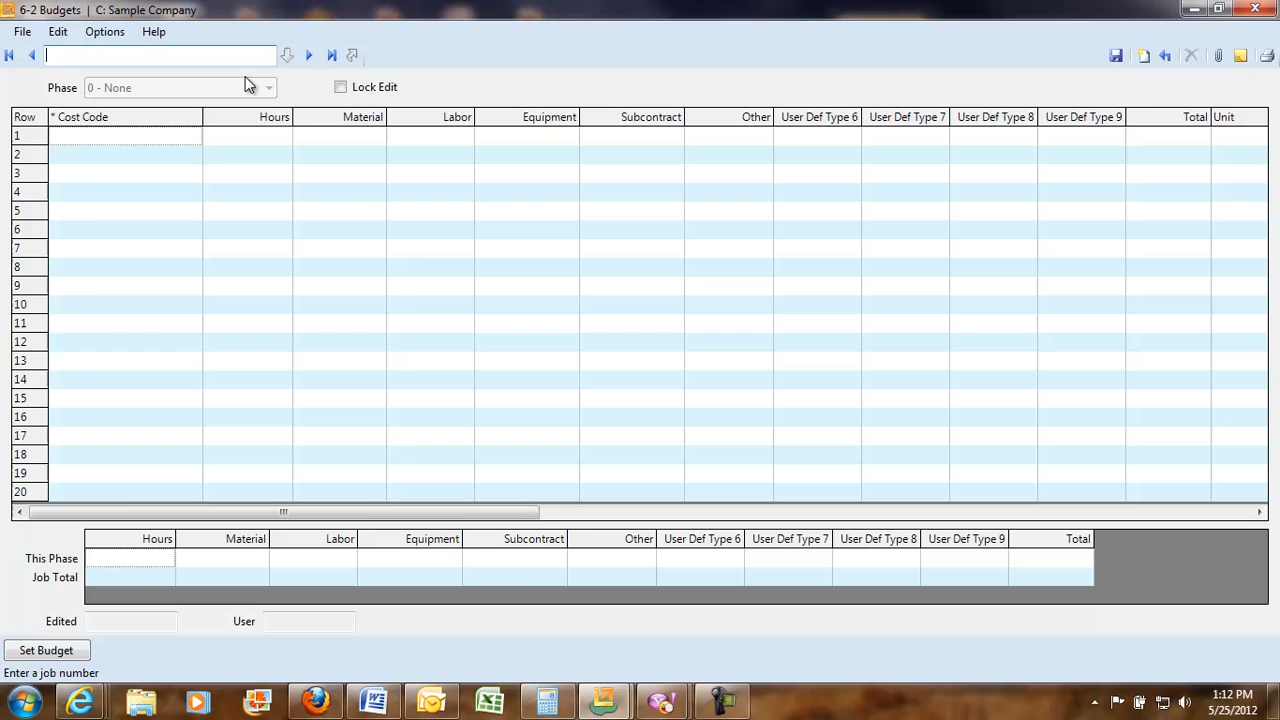 6-2 Budgets | C: Sample Company
File Edit Options Help
Phase 0 - None Lock Edit
Row * Cost Code Hours Material Labor Equipment Subcontract Other User Def Type 6 User Def Type 7 User Def Type 8 User Def Type 9 Total Unit
1
2
3
4
5
6
7
8
9
10
11
12
13
14
15
16
17
18
19
20
Hours Material Labor Equipment Subcontract Other User Def Type 6 User Def Type 7 User Def Type 8 User Def Type 9 Total
This Phase
Job Total
Edited User
Set Budget
Enter a job number
1:12 PM
5/25/2012